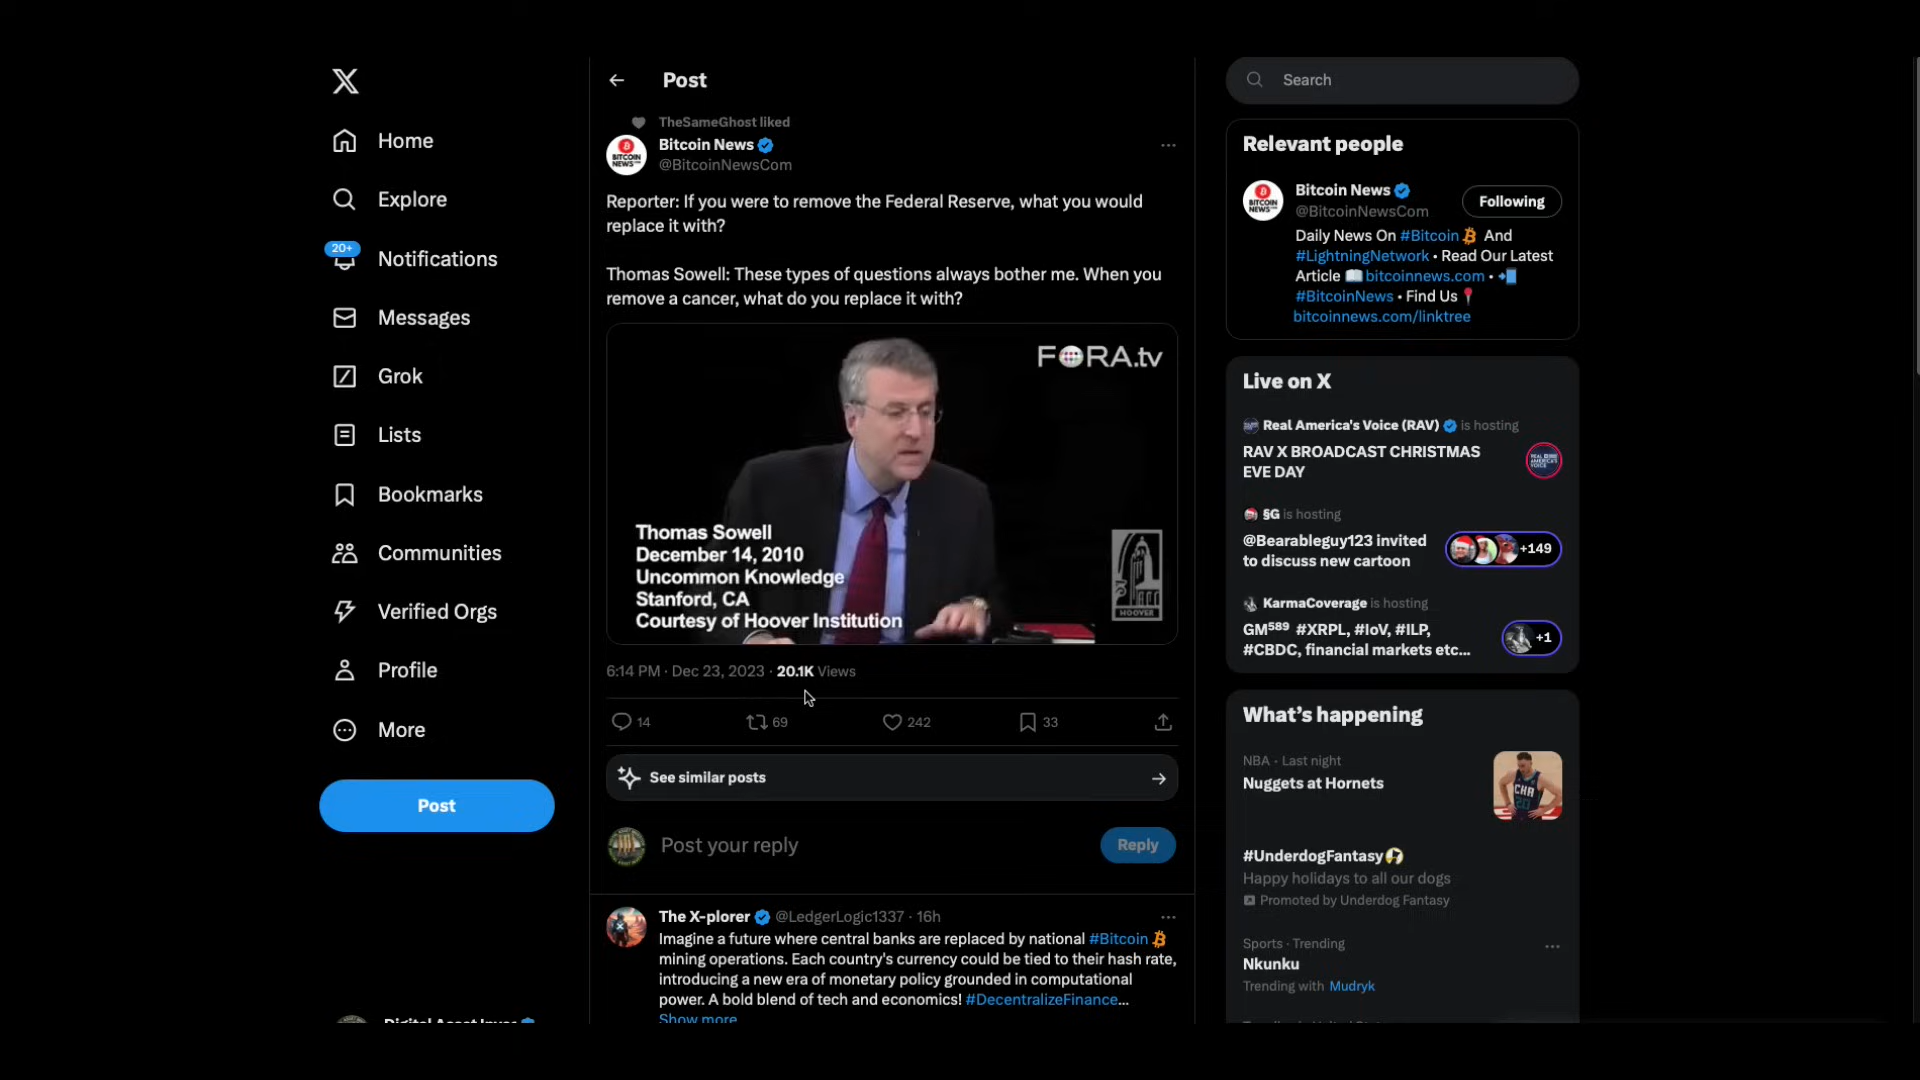 Home
Explore
20+
Notifications
Messages
Grok
Lists
Bookmarks
Communities
Verified Orgs
Profile
More
Post
Post
TheSameGhost liked
Bitcoin News
@BitcoinNewsCom
Reporter: If you were to remove the Federal Reserve, what you would
replace it with?
Thomas Sowell: These types of questions always bother me. When you
remove a cancer, what do you replace it with?
FORA.tv
Thomas Sowell
December 14, 2010
Uncommon Knowledge
Stanford, CA
Courtesy of Hoover Institution
HOOVER
6:14 PM · Dec 23, 2023 · 20.1K Views
14
69
242
33
See similar posts
Post your reply
Reply
The X-plorer @LedgerLogic1337 · 16h
Imagine a future where central banks are replaced by national #Bitcoin
mining operations. Each country's currency could be tied to their hash rate,
introducing a new era of monetary policy grounded in computational
power. A bold blend of tech and economics! #DecentralizeFinance...
Show more
Search
Relevant people
BITCOIN
NEWS
Bitcoin News
@BitcoinNewsCom
Following
Daily News On #Bitcoin And
#LightningNetwork • Read Our Latest
Article bitcoinnews.com •
#BitcoinNews • Find Us
bitcoinnews.com/linktree
Live on X
Real America's Voice (RAV) is hosting
RAV X BROADCAST CHRISTMAS
EVE DAY
§G is hosting
@Bearableguy123 invited
to discuss new cartoon
+149
KarmaCoverage is hosting
GM⁵⁸⁹ #XRPL, #IoV, #ILP,
#CBDC, financial markets etc...
+1
What's happening
NBA · Last night
Nuggets at Hornets
#UnderdogFantasy
Happy holidays to all our dogs
Promoted by Underdog Fantasy
Sports · Trending
Nkunku
Trending with Mudryk